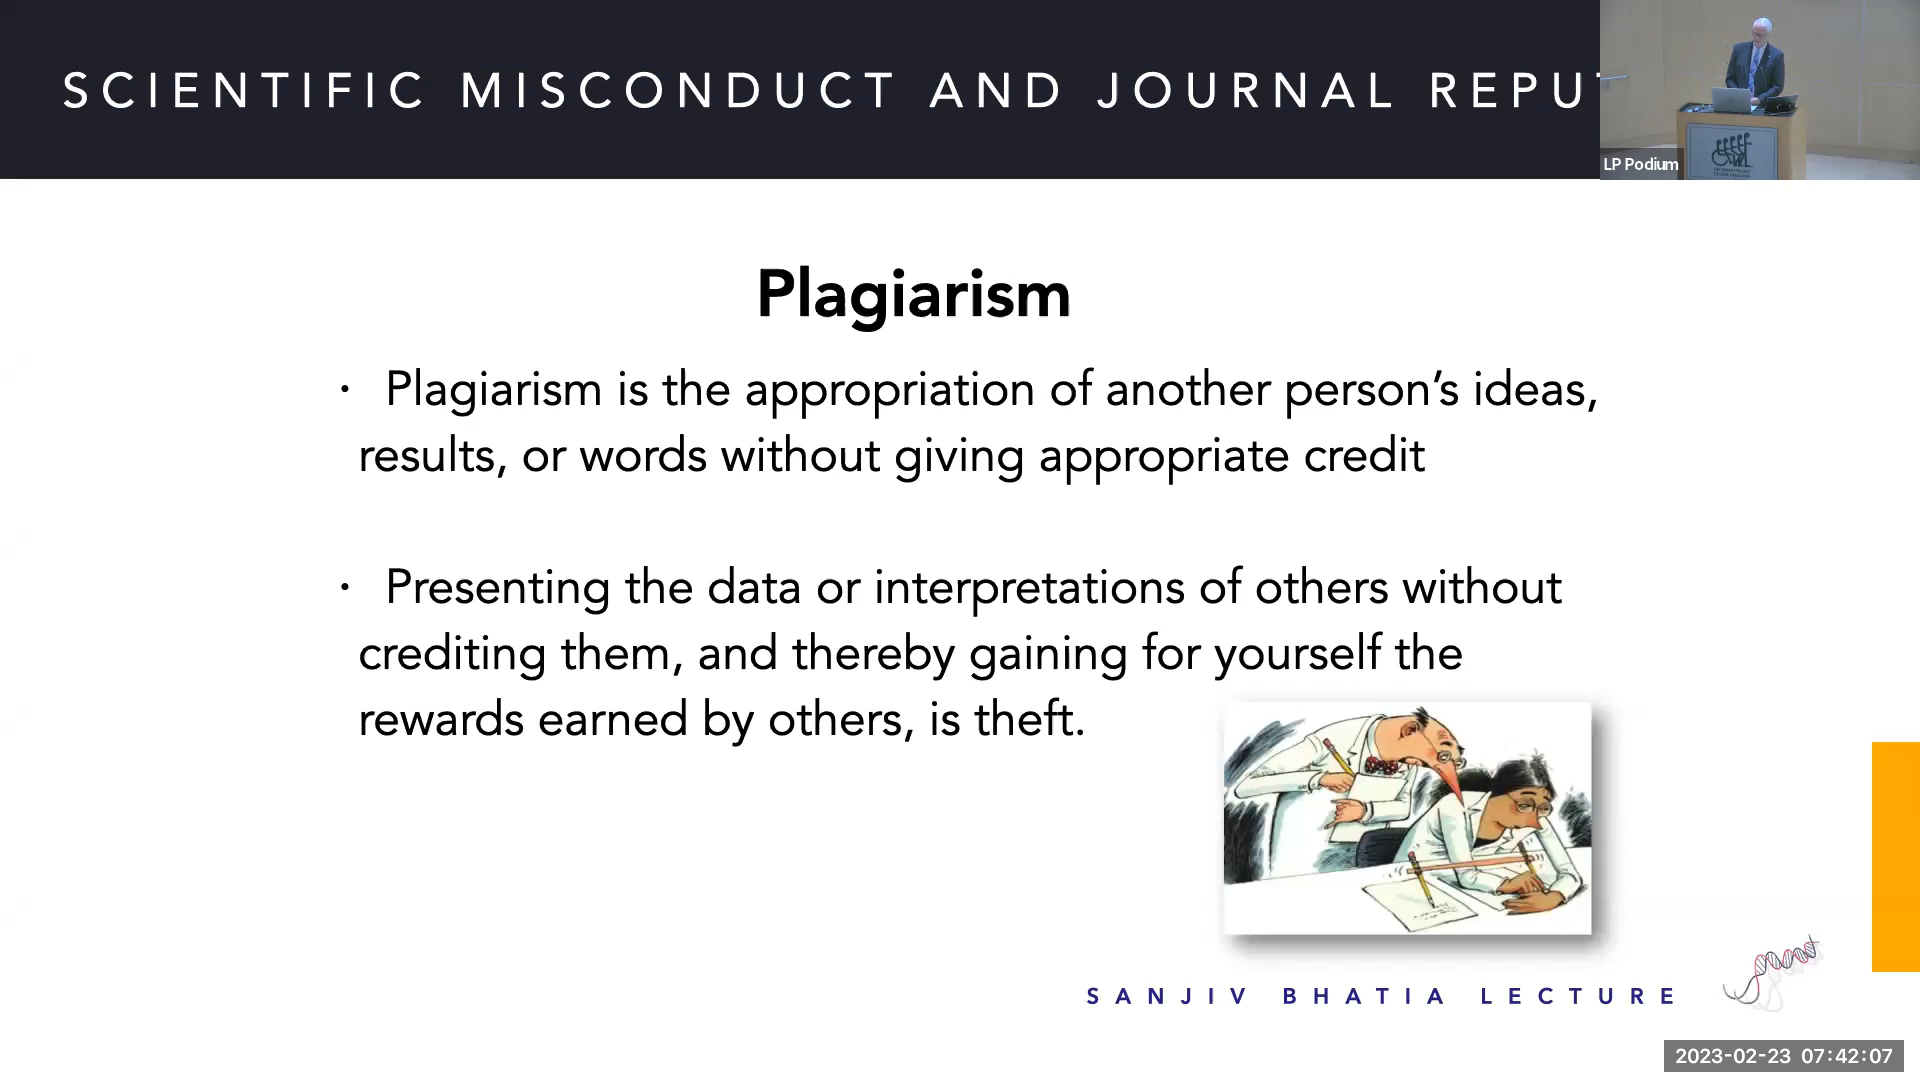 SCIENTIFIC MISCONDUCT AND JOURNAL REPU
LP Podium
Plagiarism
· Plagiarism is the appropriation of another person’s ideas,
results, or words without giving appropriate credit
· Presenting the data or interpretations of others without
crediting them, and thereby gaining for yourself the
rewards earned by others, is theft.
SANJIV BHATIA LECTURE
2023-02-23 07:42:07